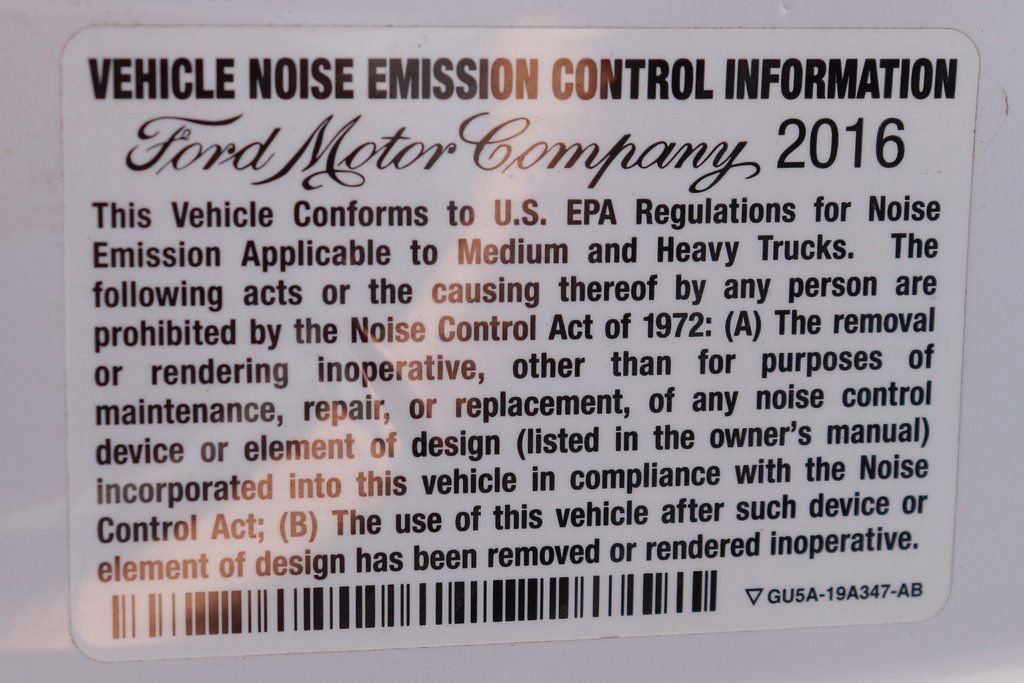 VEHICLE NOISE EMISSION CONTROL INFORMATION
Ford Motor Company 2016
This Vehicle Conforms to U.S. EPA Regulations for Noise
Emission Applicable to Medium and Heavy Trucks. The
following acts or the causing thereof by any person are
prohibited by the Noise Control Act of 1972: (A) The removal
or rendering inoperative, other than for purposes of
maintenance, repair, or replacement, of any noise control
device or element of design (listed in the owner's manual)
incorporated into this vehicle in compliance with the Noise
Control Act; (B) The use of this vehicle after such device or
element of design has been removed or rendered inoperative.
▽ GU5A-19A347-AB